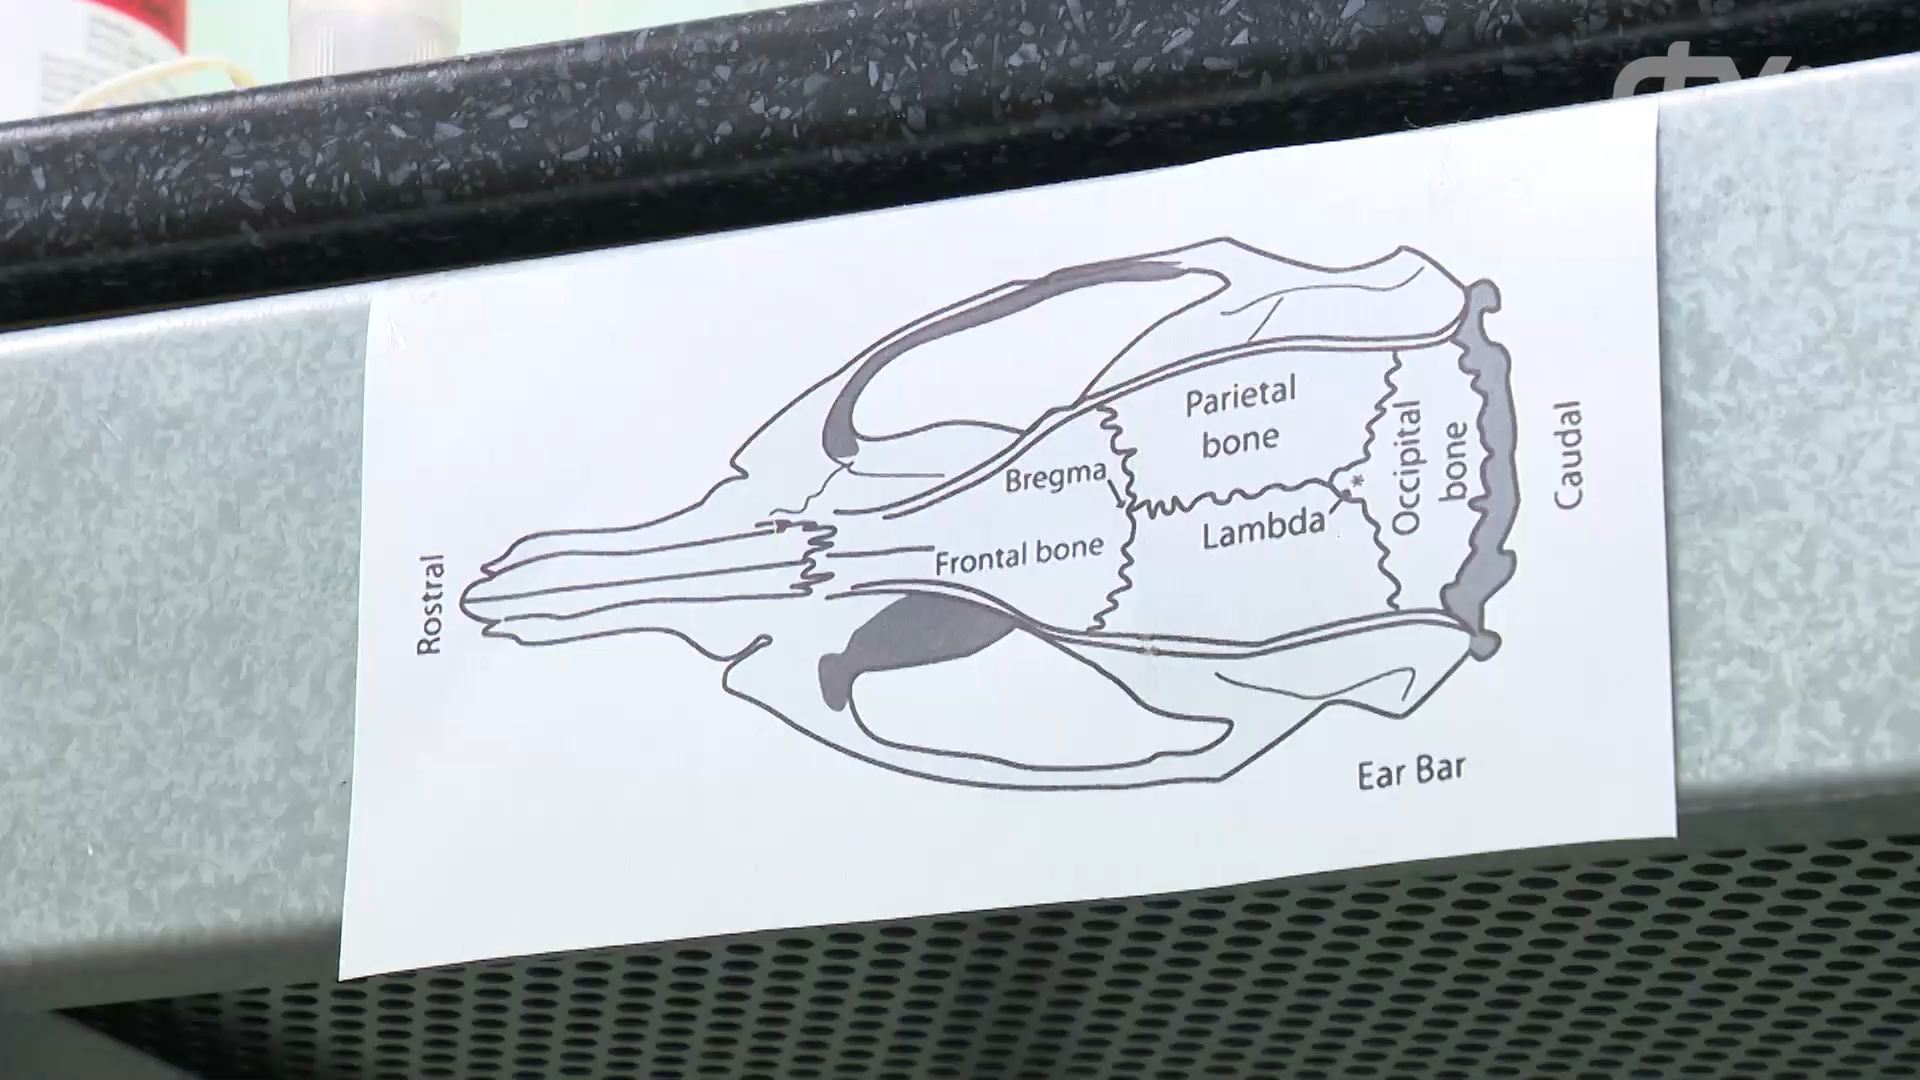 Parietal
bone
Bregma
Lambda
Occipital
bone
Caudal
Frontal bone
Rostral
*
Ear Bar